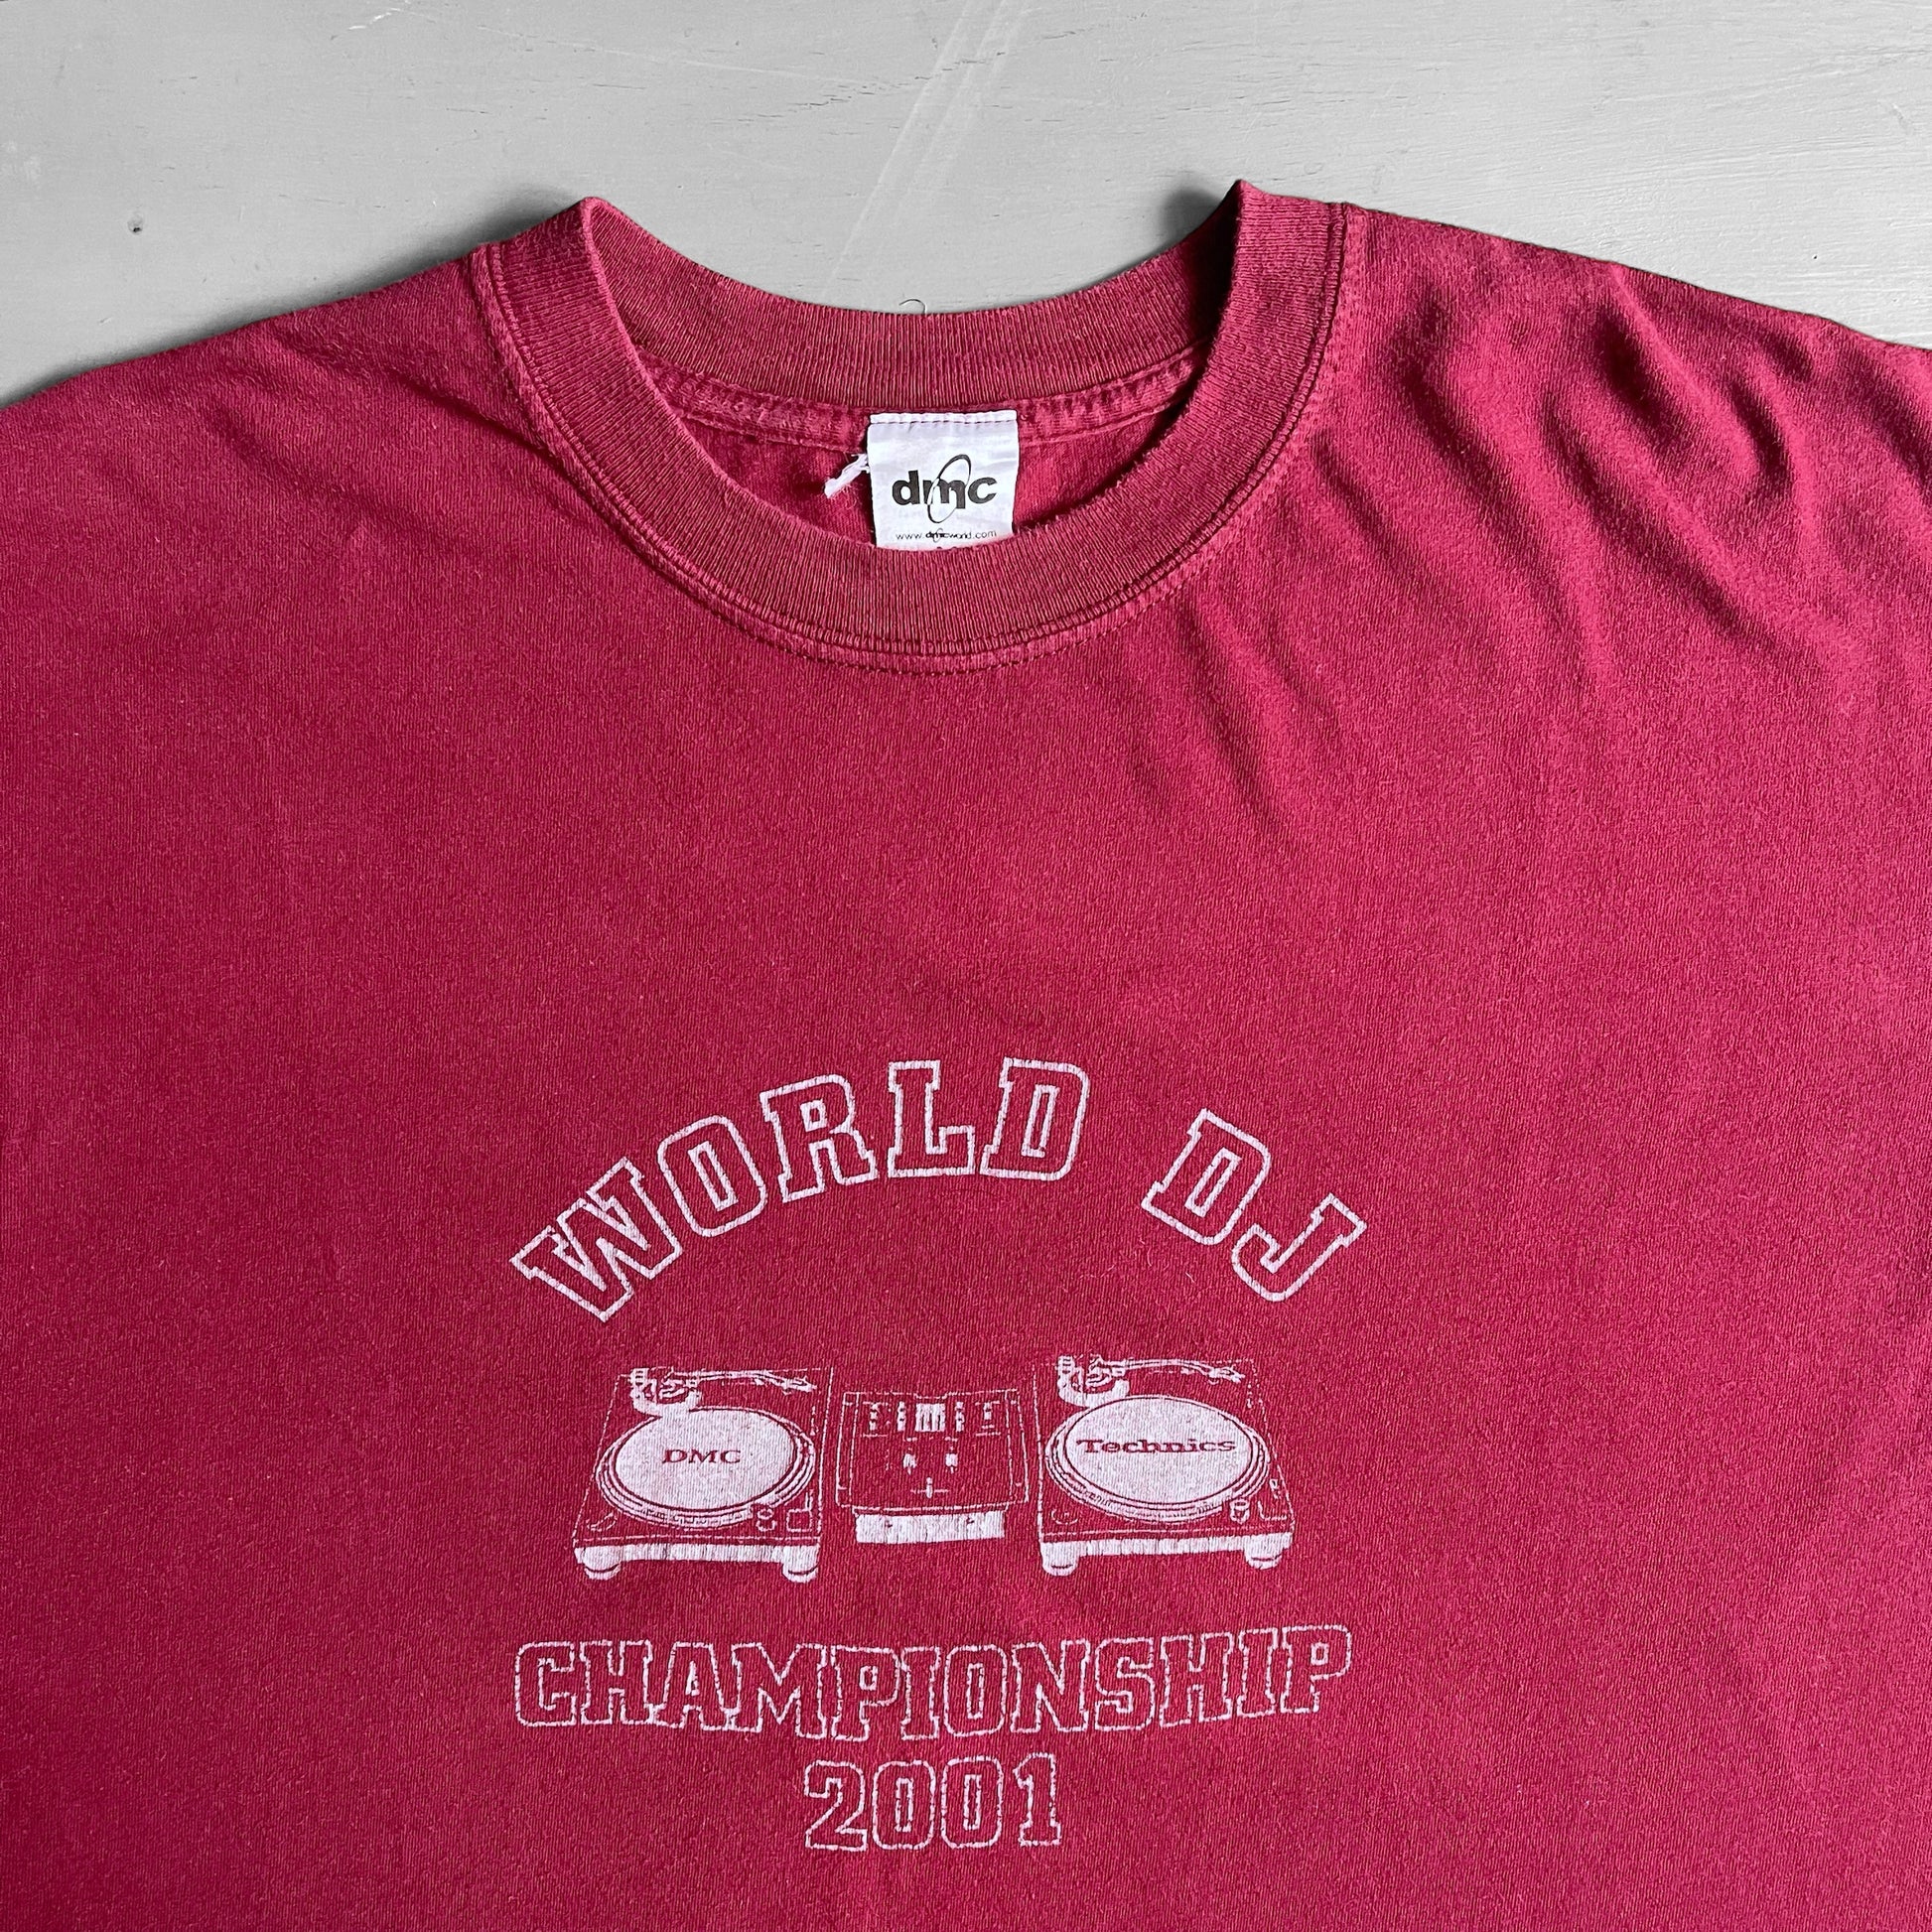 dmc
www.dmcworld.com
WORLD DJ
DMC
Technics
CHAMPIONSHIP
2001